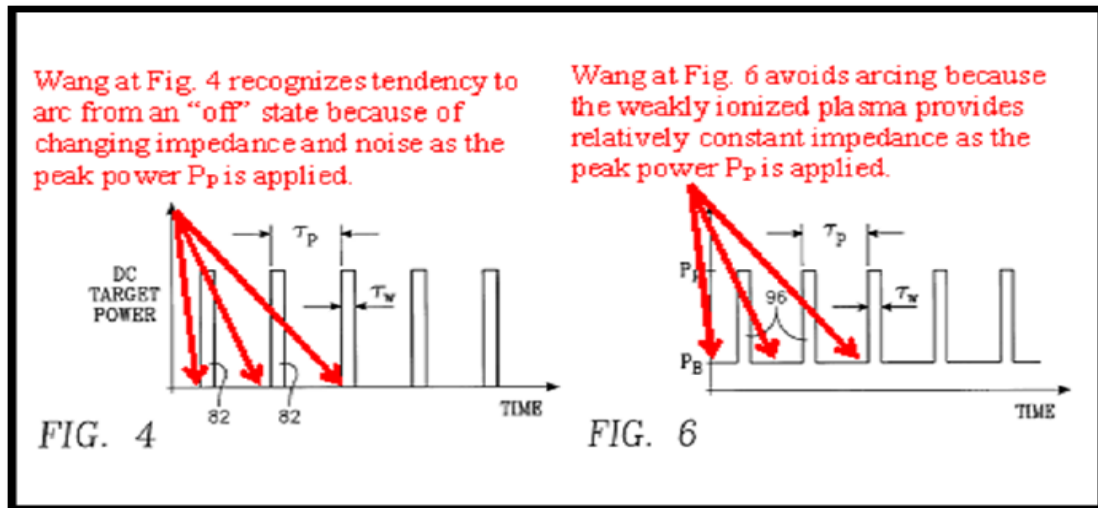 Wang at Fig. 4 recognizes tendency to
arc from an "off" state because of
changing impedance and noise as the
peak power PP is applied.
τP
DC
TARGET
POWER
τw
82
82
TIME
FIG. 4
Wang at Fig. 6 avoids arcing because
the weakly ionized plasma provides
relatively constant impedance as the
peak power PP is applied.
τP
96
τw
PB
TIME
FIG. 6